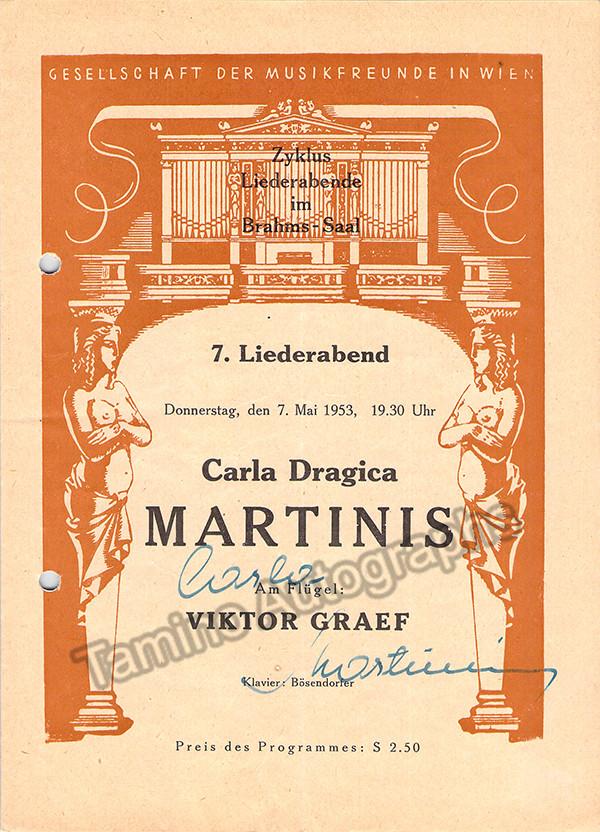 GESELLSCHAFT DER MUSIKFREUNDE IN WIEN
Zyklus
Liederabende
im
Brahms-Saal
7. Liederabend
Donnerstag, den 7. Mai 1953, 19.30 Uhr
Carla Dragica
MARTINIS
Carla
Am Flügel:
VIKTOR GRAEF
Martinis
Klavier: Bösendorfer
Preis des Programmes: S 2.50
Tamino Autographs